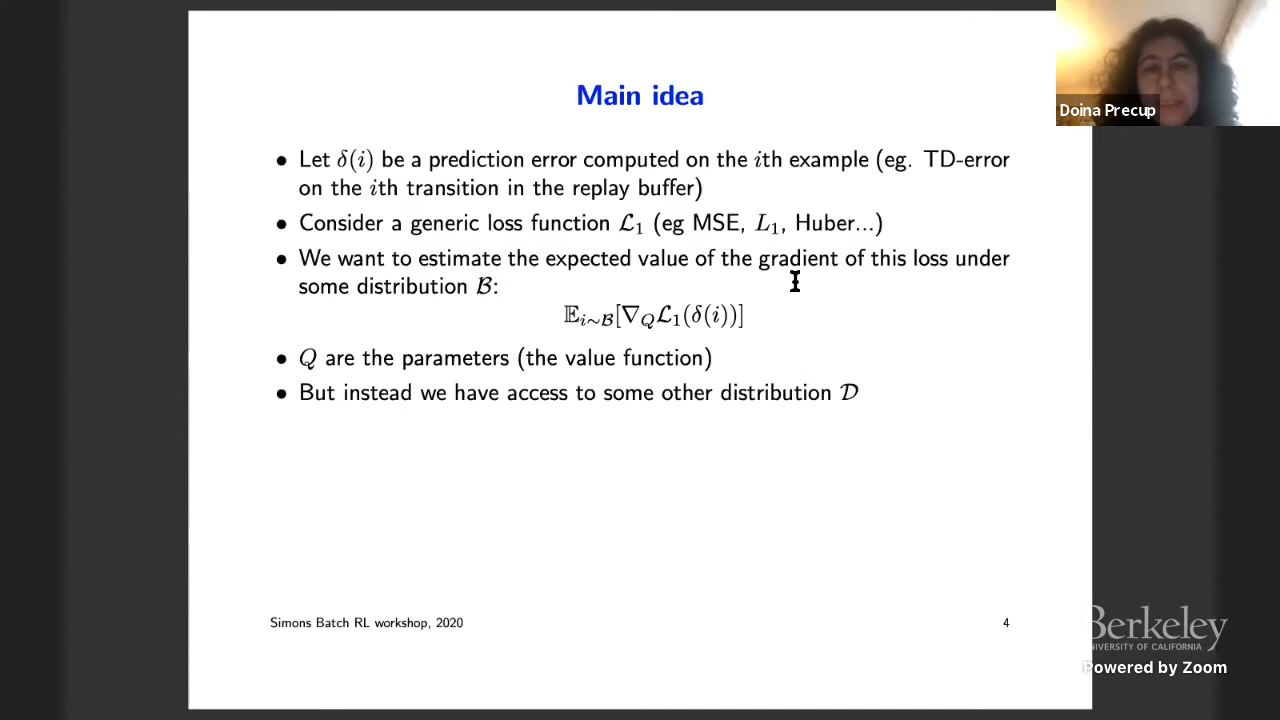 Main idea
Doina Precup
• Let δ(i) be a prediction error computed on the ith example (eg. TD-error
on the ith transition in the replay buffer)
• Consider a generic loss function ℒ₁ (eg MSE, L₁, Huber...)
• We want to estimate the expected value of the gradient of this loss under
some distribution ℬ:
𝔼_{i∼ℬ}[∇_Q ℒ₁(δ(i))]
• Q are the parameters (the value function)
• But instead we have access to some other distribution 𝒟
Simons Batch RL workshop, 2020
4
Berkeley
UNIVERSITY OF CALIFORNIA
Powered by Zoom